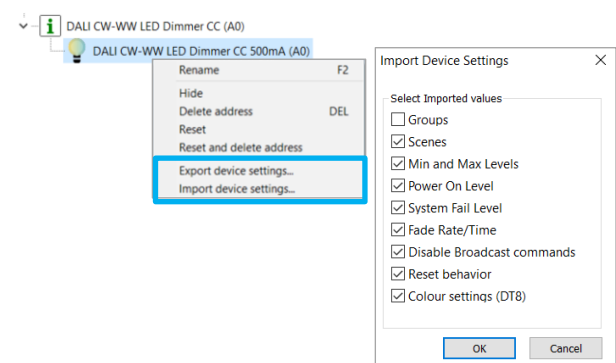 DALI CW-WW LED Dimmer CC (A0)
DALI CW-WW LED Dimmer CC 500mA (A0)
Rename F2
Hide
Delete address DEL
Reset
Reset and delete address
Export device settings...
Import device settings...
Import Device Settings
Select Imported values
Groups
Scenes
Min and Max Levels
Power On Level
System Fail Level
Fade Rate/Time
Disable Broadcast commands
Reset behavior
Colour settings (DT8)
OK Cancel